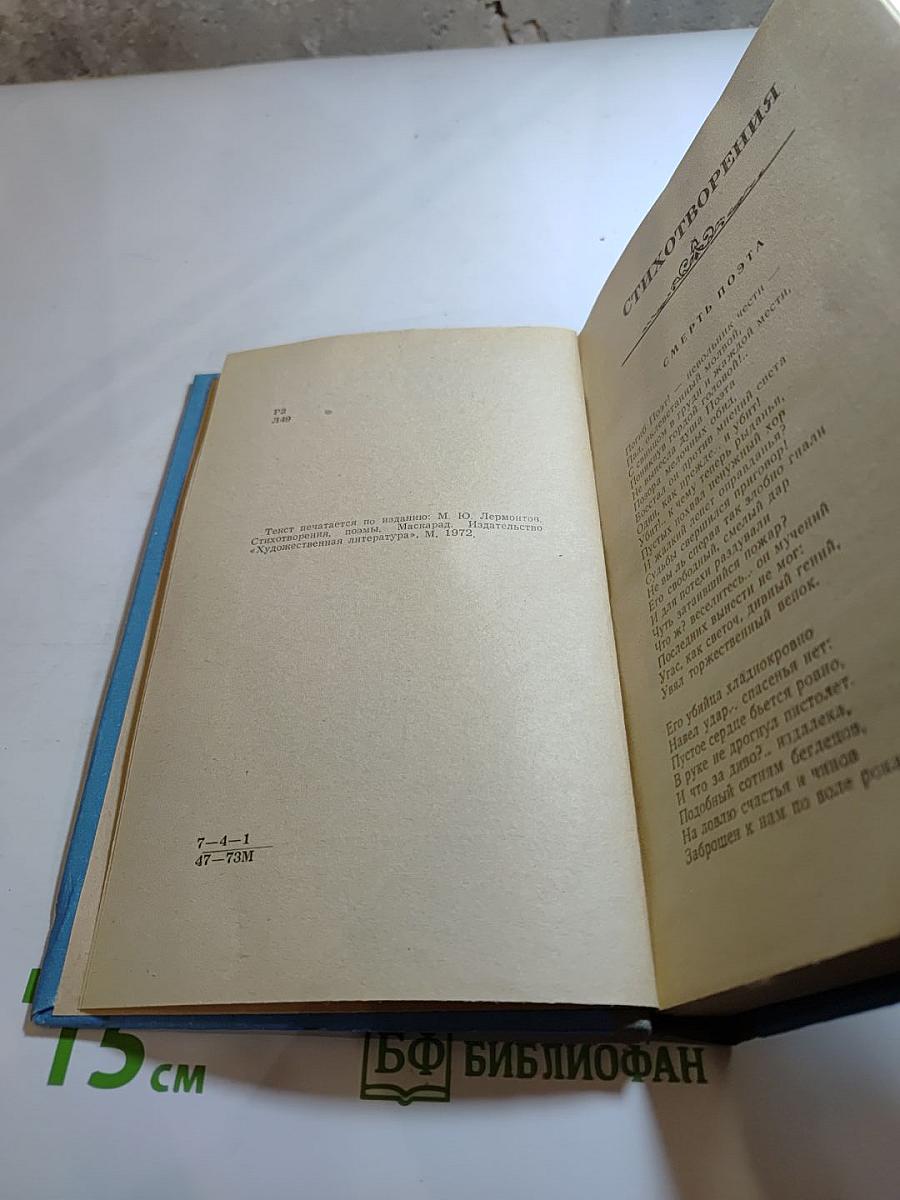 Р2
Л49
Текст печатается по изданию: М. Ю. Лермонтов.
Стихотворения, поэмы, Маскарад. Издательство
«Художественная литература», М. 1972.
7—4—1
47—73М
СТИХОТВОРЕНИЯ
СМЕРТЬ ПОЭТА
Погиб Поэт! — невольник чести —
Пал, оклеветанный молвой,
С свинцом в груди и жаждой мести,
Поникнув гордой головой!..
Не вынесла душа Поэта
Позора мелочных обид,
Восстал он против мнений света
Один, как прежде... и убит!
Убит!.. к чему теперь рыданья,
Пустых похвал ненужный хор
И жалкий лепет оправданья?
Судьбы свершился приговор!
Не вы ль сперва так злобно гнали
Его свободный, смелый дар
И для потехи раздували
Чуть затаившийся пожар?
Что ж? веселитесь... он мучений
Последних вынести не мог:
Угас, как светоч, дивный гений,
Увял торжественный венок.
Его убийца хладнокровно
Навел удар.. спасенья нет:
Пустое сердце бьется ровно,
В руке не дрогнул пистолет.
И что за диво?.. издалека,
Подобный сотням беглецов,
На ловлю счастья и чинов
Заброшен к нам по воле рока
15 см
БФ БИБЛИОФАН